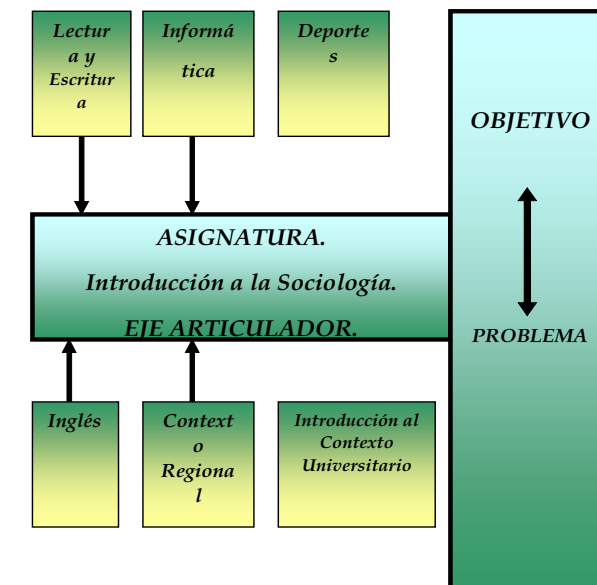 Lectur
a y
Escritur
a
Informá
tica
Deporte
s
OBJETIVO
ASIGNATURA.
Introducción a la Sociología.
EJE ARTICULADOR.
PROBLEMA
Inglés
Context
o
Regiona
l
Introducción al
Contexto
Universitario